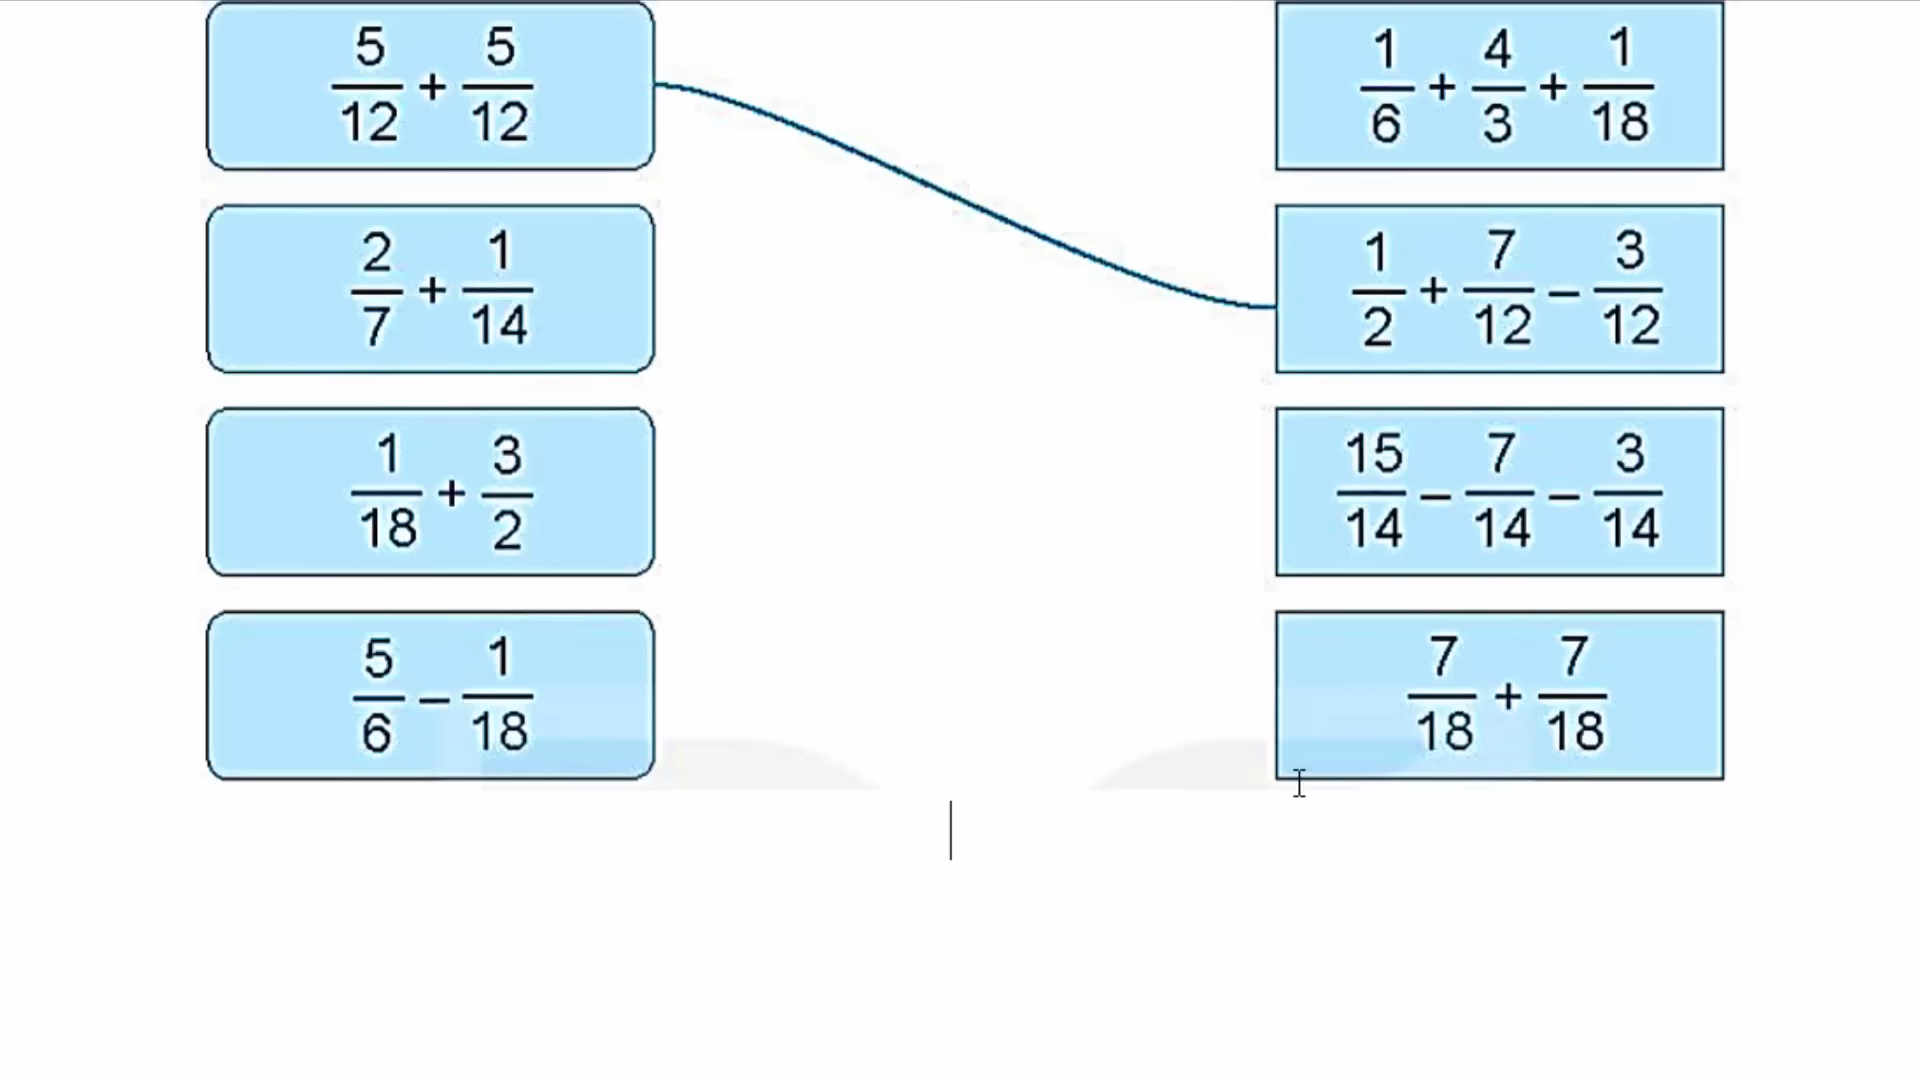 5/12 + 5/12
1/6 + 4/3 + 1/18
2/7 + 1/14
1/2 + 7/12 − 3/12
1/18 + 3/2
15/14 − 7/14 − 3/14
5/6 − 1/18
7/18 + 7/18